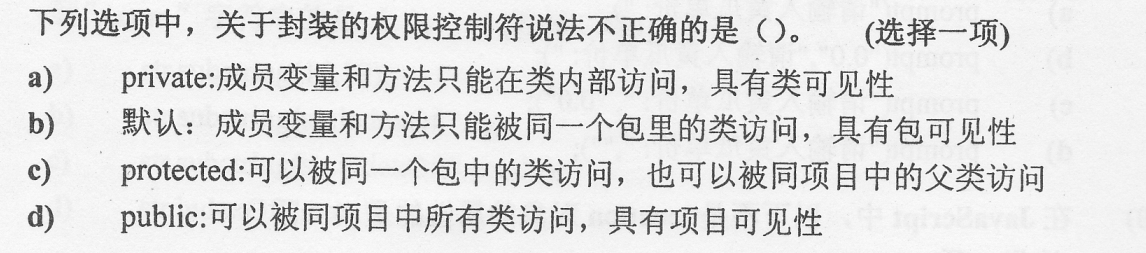 下列选项中，关于封装的权限控制符说法不正确的是（）。 (选择一项)
a) private:成员变量和方法只能在类内部访问，具有类可见性
b) 默认：成员变量和方法只能被同一个包里的类访问，具有包可见性
c) protected:可以被同一个包中的类访问，也可以被同项目中的父类访问
d) public:可以被同项目中所有类访问，具有项目可见性